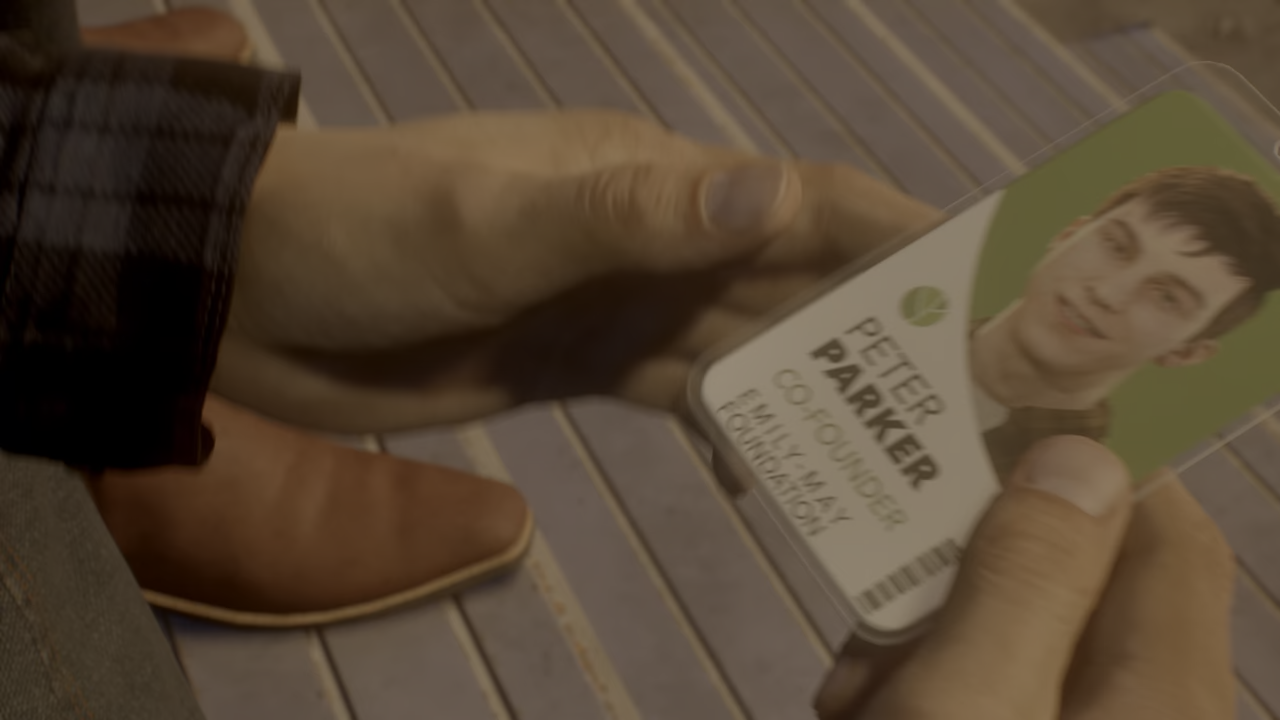 PETER
PARKER
CO-FOUNDER
EMILY-MAY
FOUNDATION